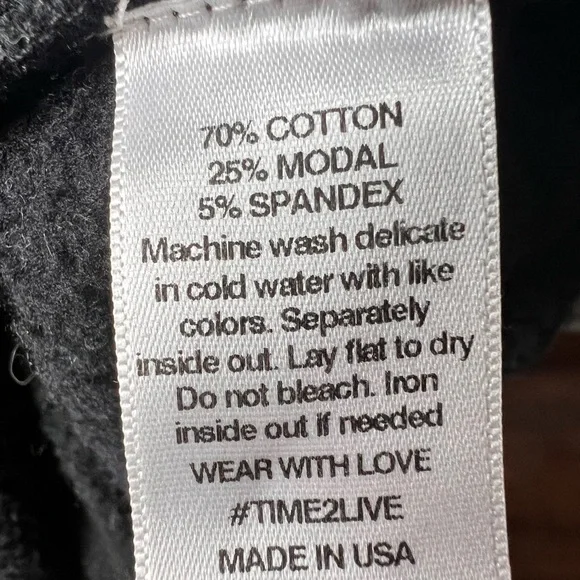 70% COTTON
25% MODAL
5% SPANDEX
Machine wash delicate
in cold water with like
colors. Separately
inside out. Lay flat to dry
Do not bleach. Iron
inside out if needed
WEAR WITH LOVE
#TIME2LIVE
MADE IN USA